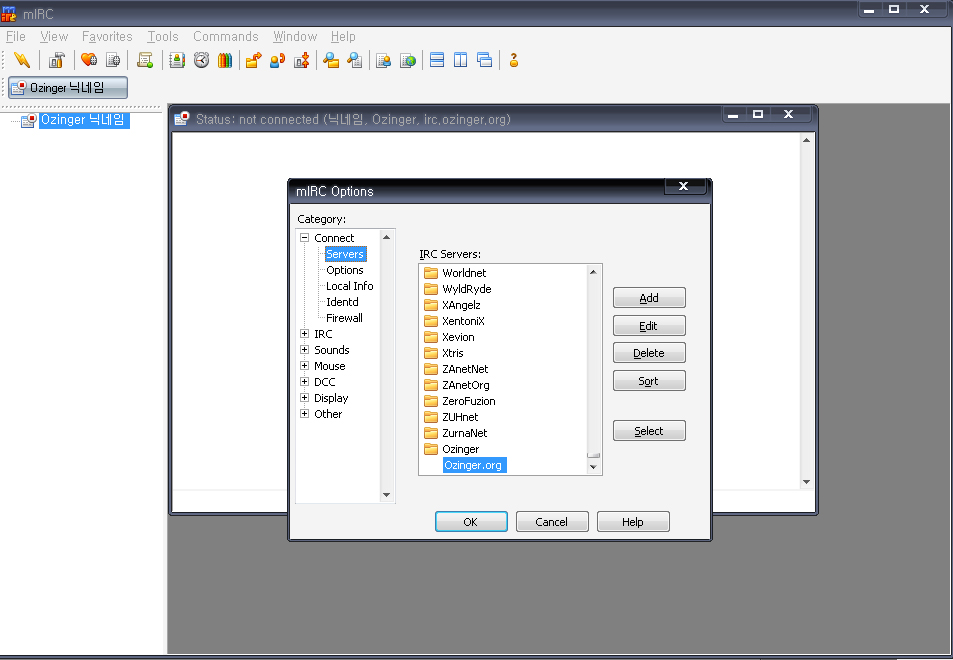 mIRC
File View Favorites Tools Commands Window Help
Ozinger 닉네임
Ozinger 닉네임
Status: not connected (닉네임, Ozinger, irc.ozinger.org)
mIRC Options
Category:
Connect
Servers
Options
Local Info
Identd
Firewall
IRC
Sounds
Mouse
DCC
Display
Other
IRC Servers:
Worldnet
WyldRyde
XAngelz
XentoniX
Xevion
Xtris
ZAnetNet
ZAnetOrg
ZeroFuzion
ZUHnet
ZurnaNet
Ozinger
Ozinger.org
Add
Edit
Delete
Sort
Select
OK Cancel Help